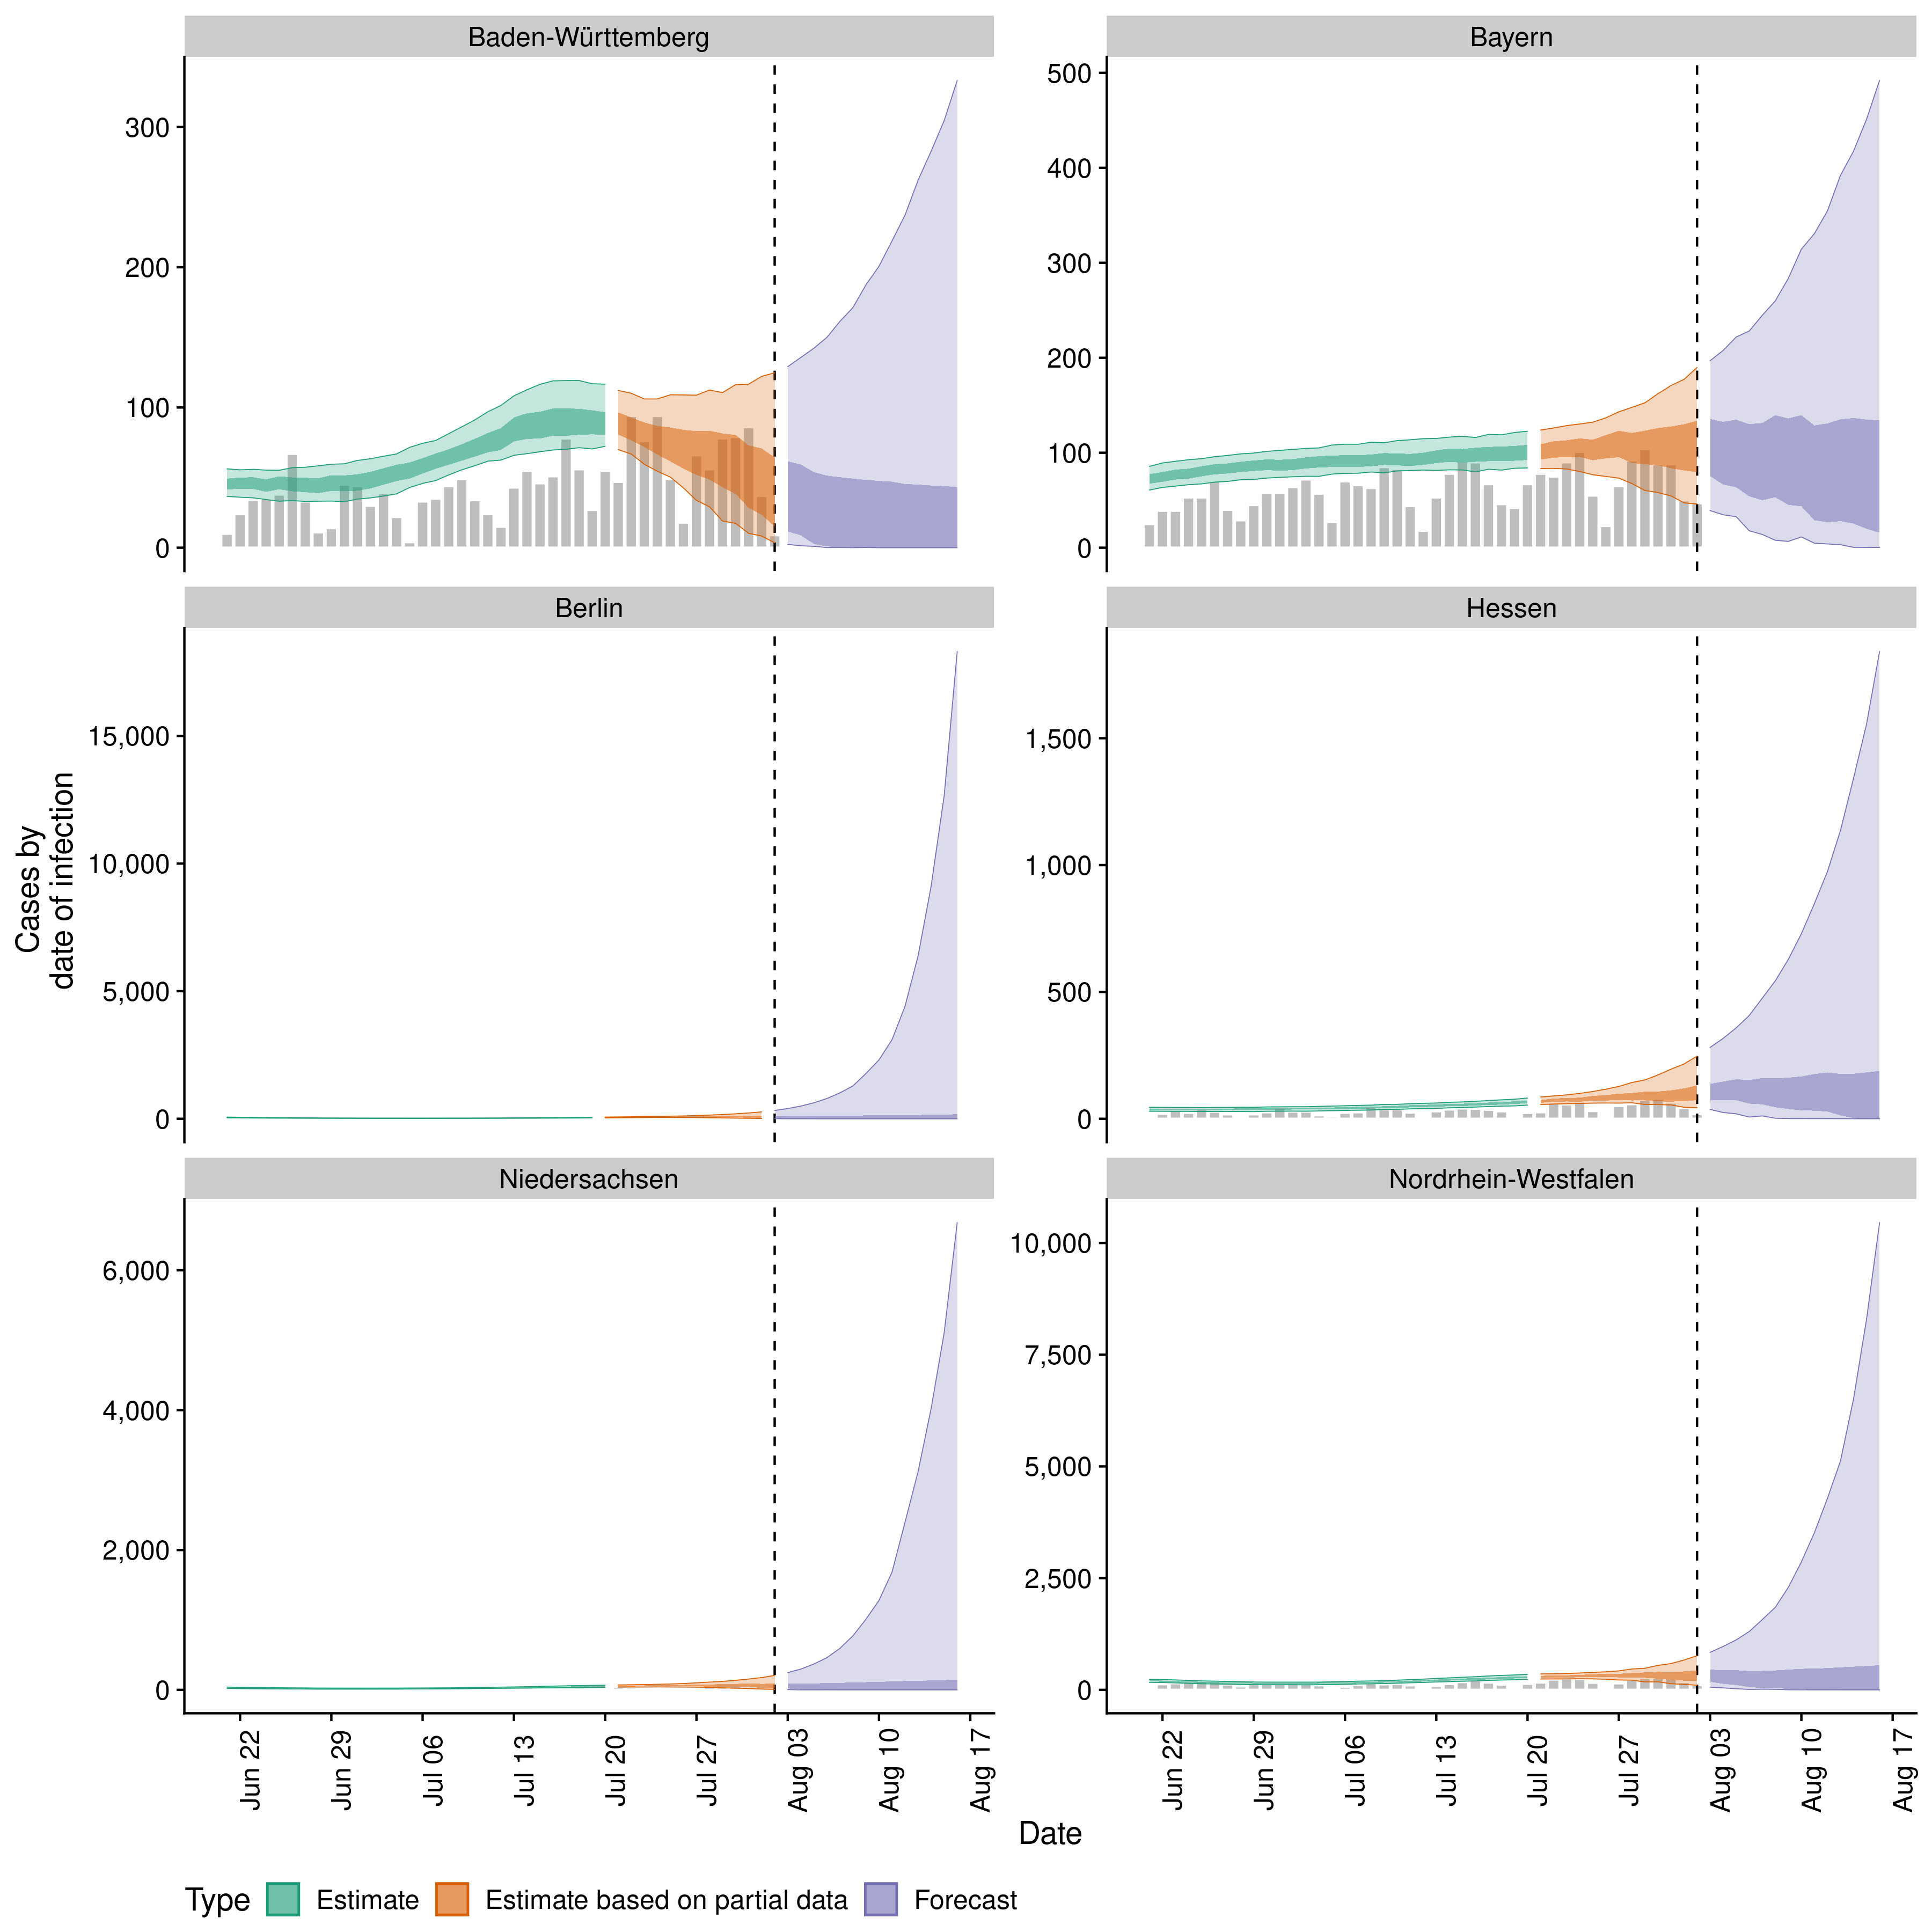 Baden-Württemberg
Bayern
300
200
100
0
500
400
300
200
100
0
Berlin
Hessen
15,000
10,000
5,000
0
1,500
1,000
500
0
Cases by
date of infection
Niedersachsen
Nordrhein-Westfalen
6,000
4,000
2,000
0
10,000
7,500
5,000
2,500
0
Jun 22
Jun 29
Jul 06
Jul 13
Jul 20
Jul 27
Aug 03
Aug 10
Aug 17
Jun 22
Jun 29
Jul 06
Jul 13
Jul 20
Jul 27
Aug 03
Aug 10
Aug 17
Date
Type Estimate Estimate based on partial data Forecast